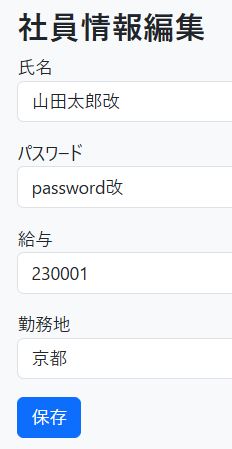 社員情報編集
氏名
山田太郎改
パスワード
password改
給与
230001
勤務地
京都
保存